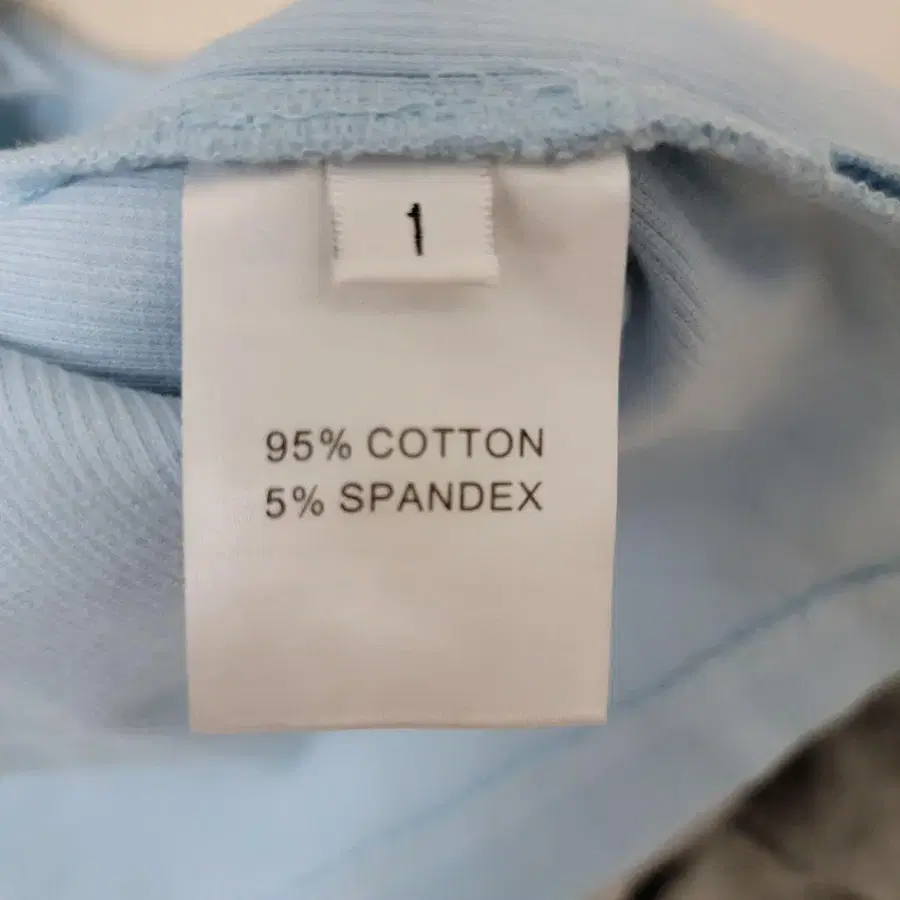 1
95% COTTON
5% SPANDEX